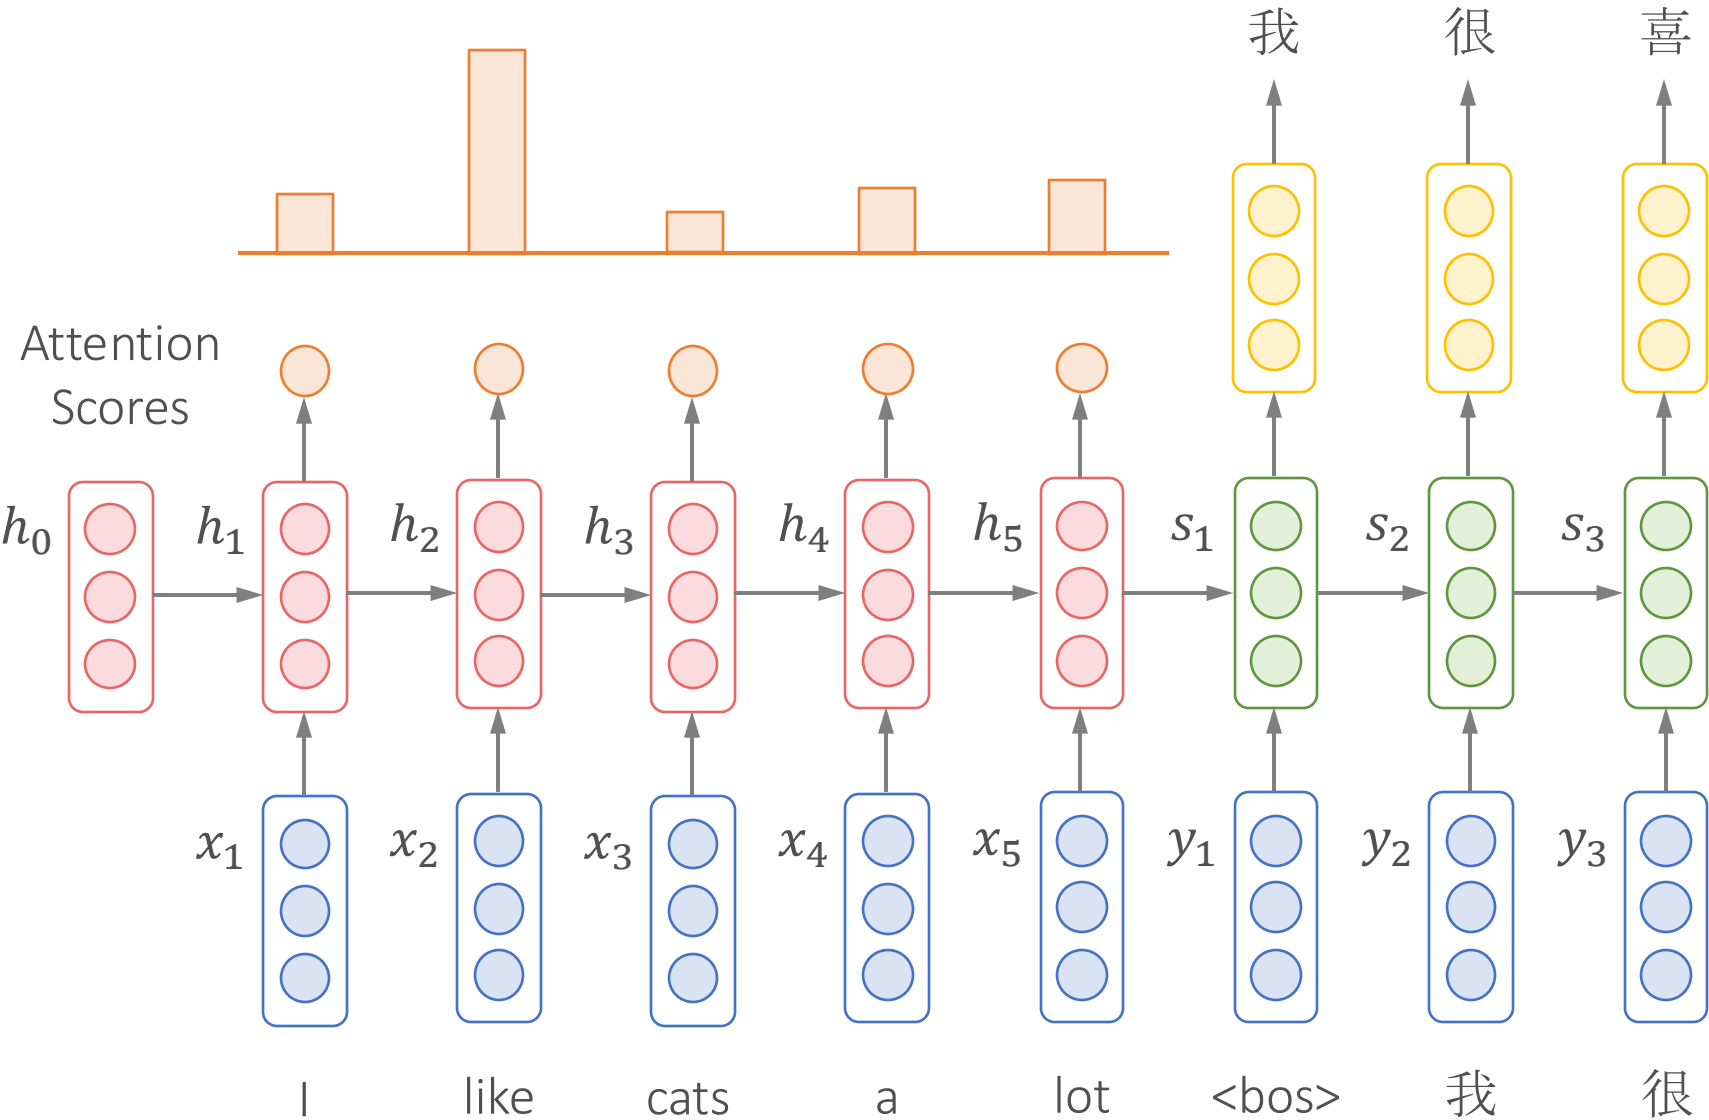 我 很 喜
Attention
Scores
h₀ h₁ h₂ h₃ h₄ h₅ s₁ s₂ s₃
x₁ x₂ x₃ x₄ x₅ y₁ y₂ y₃
I like cats a lot <bos> 我 很